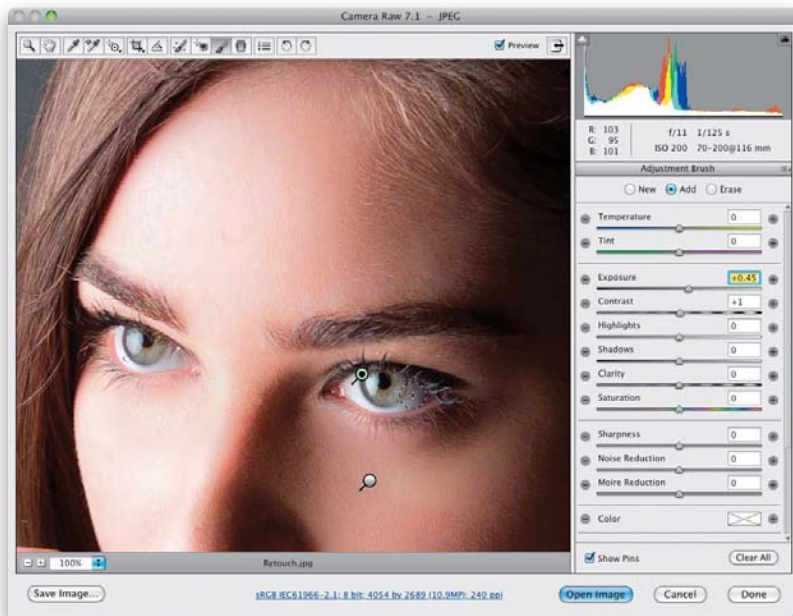 Camera Raw 7.1 - JPEG
Preview
R: 103
G: 95
B: 101
f/11 1/125 s
ISO 200 70-200@116 mm
Adjustment Brush
New Add Erase
Temperature 0
Tint 0
Exposure +0.45
Contrast +1
Highlights 0
Shadows 0
Clarity 0
Saturation 0
Sharpness 0
Noise Reduction 0
Moire Reduction 0
Color
Show Pins Clear All
100% Retouch.jpg
Save Image... sRGB IEC61966-2.1; 8 bit; 4054 by 2689 (10.9MP); 240 ppi Open Image Cancel Done